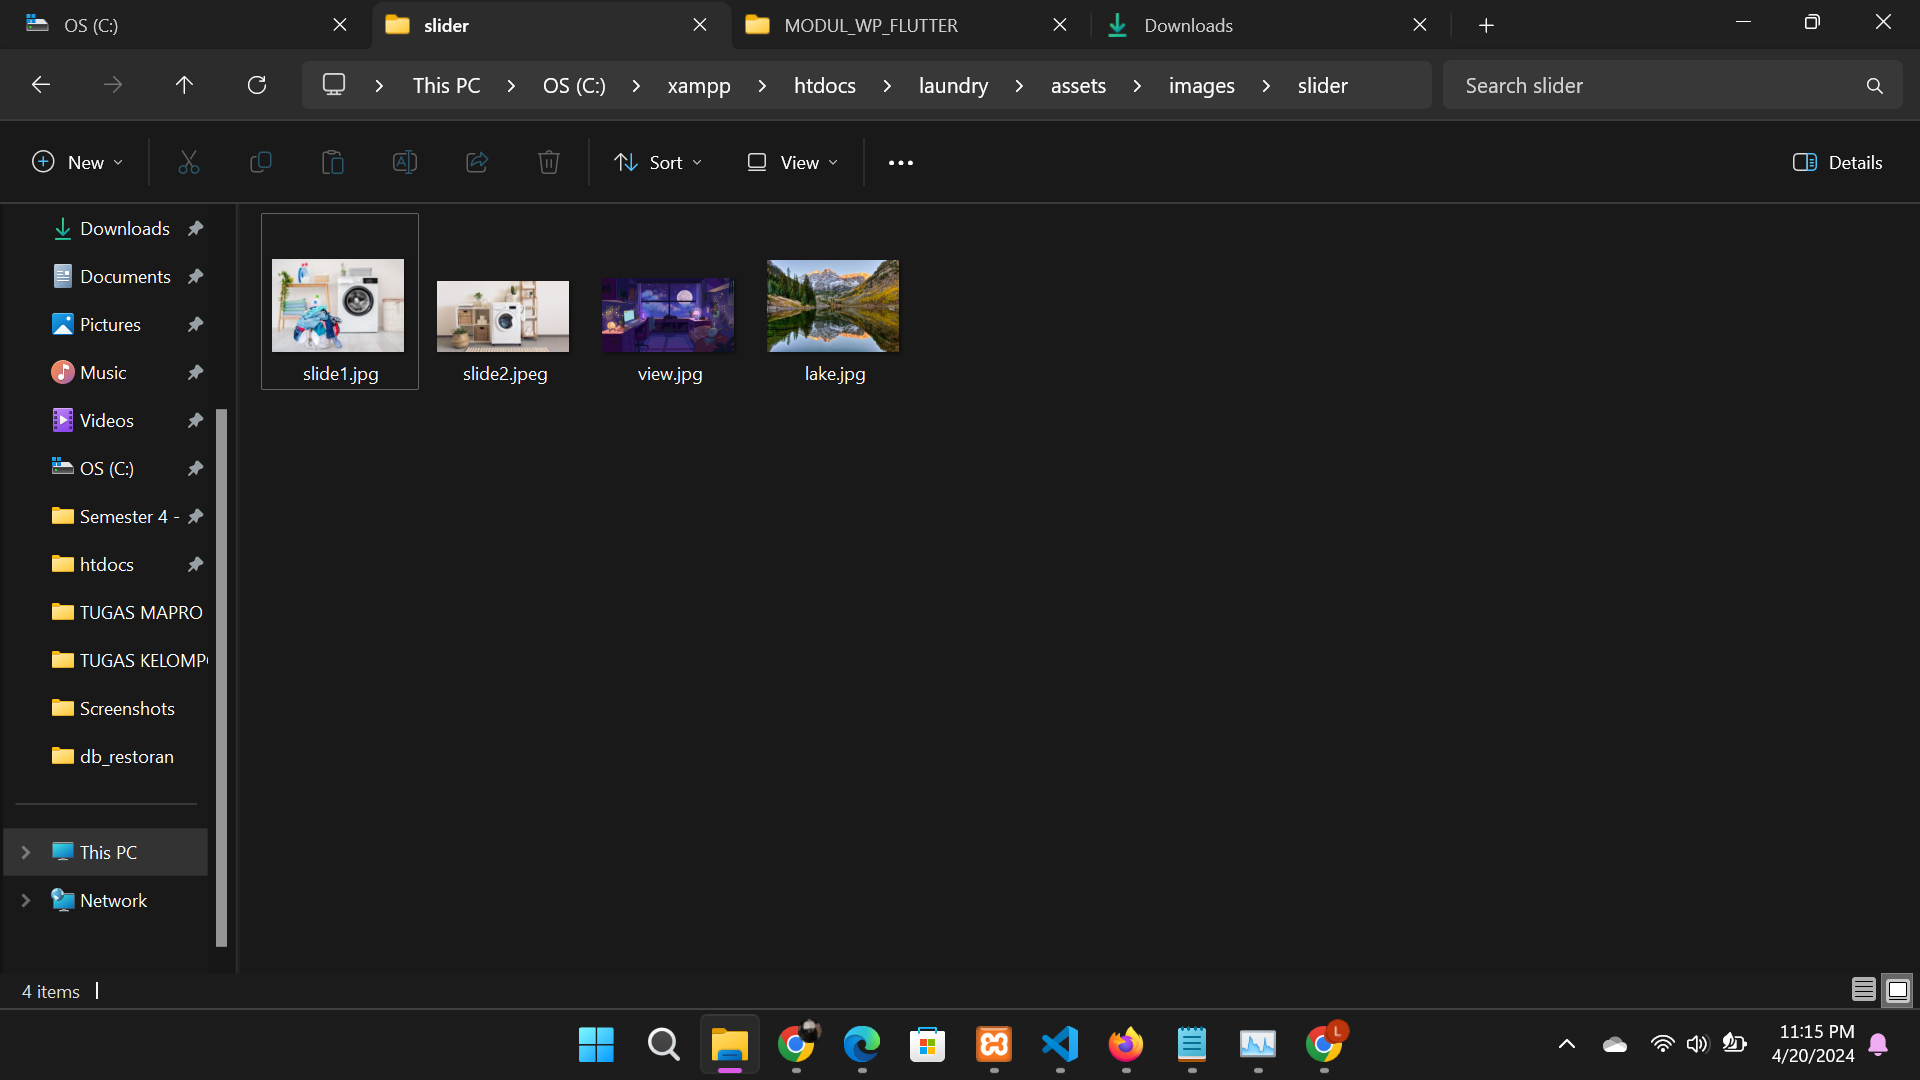 OS (C:)
slider
MODUL_WP_FLUTTER
Downloads
This PC
OS (C:)
xampp
htdocs
laundry
assets
images
slider
Search slider
New
Sort
View
Details
Downloads
Documents
Pictures
Music
Videos
OS (C:)
Semester 4 -
htdocs
TUGAS MAPRO
TUGAS KELOMP
Screenshots
db_restoran
This PC
Network
slide1.jpg
slide2.jpeg
view.jpg
lake.jpg
4 items
L
11:15 PM
4/20/2024